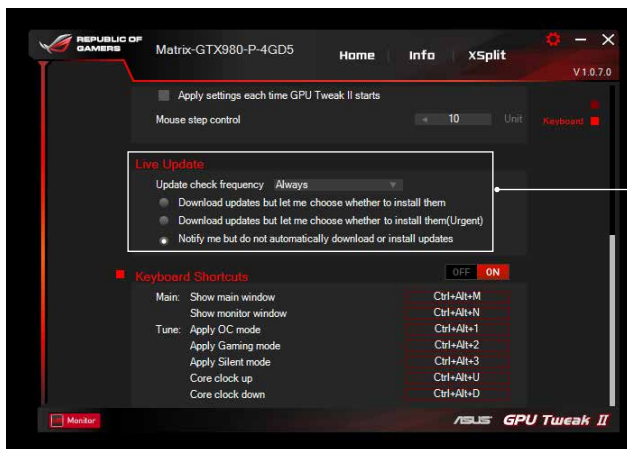 REPUBLIC OF
GAMERS
Matrix-GTX980-P-4GD5
Home Info XSplit
V1.0.7.0
Apply settings each time GPU Tweak II starts
Mouse step control 10 Unit
Keyboard
Live Update
Update check frequency Always
Download updates but let me choose whether to install them
Download updates but let me choose whether to install them(Urgent)
Notify me but do not automatically download or install updates
Keyboard Shortcuts OFF ON
Main: Show main window Ctrl+Alt+M
Show monitor window Ctrl+Alt+N
Tune: Apply OC mode Ctrl+Alt+1
Apply Gaming mode Ctrl+Alt+2
Apply Silent mode Ctrl+Alt+3
Core clock up Ctrl+Alt+U
Core clock down Ctrl+Alt+D
Monitor
ASUS GPU Tweak II